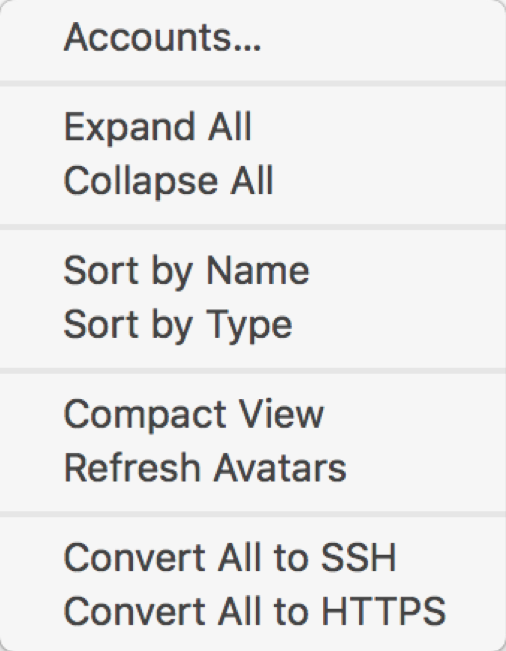 Accounts...
Expand All
Collapse All
Sort by Name
Sort by Type
Compact View
Refresh Avatars
Convert All to SSH
Convert All to HTTPS